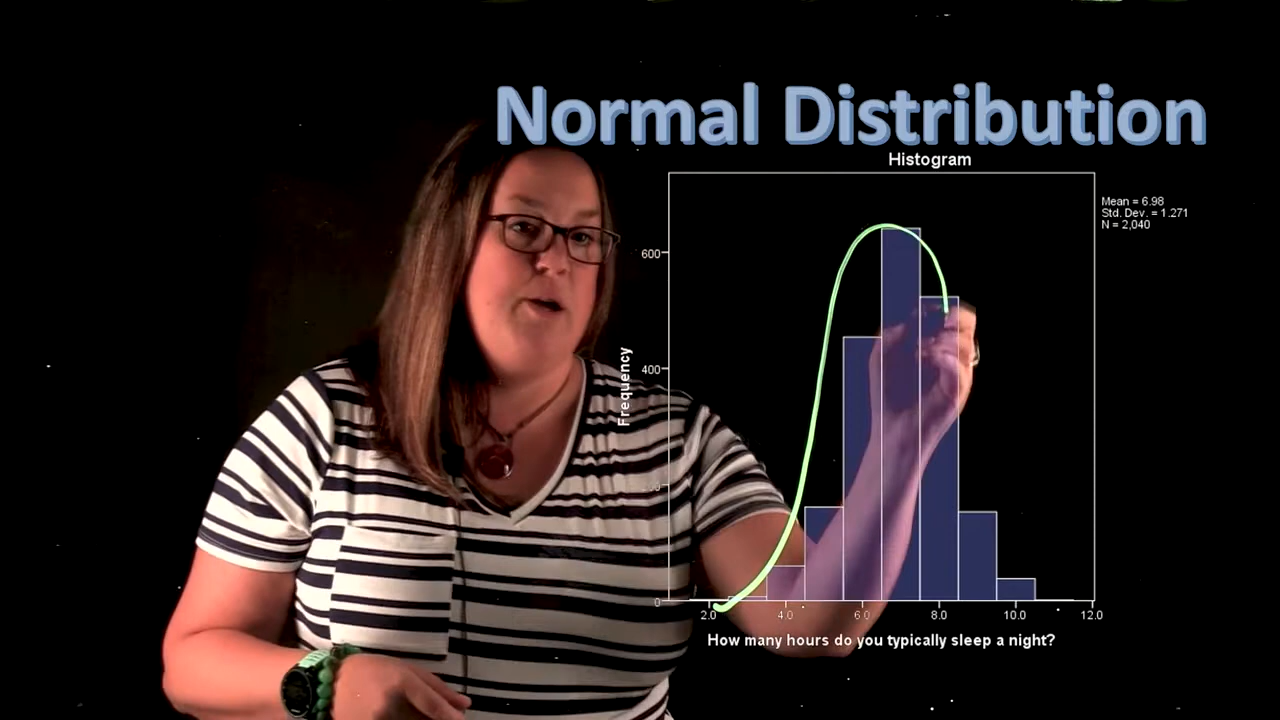 Normal Distribution
Histogram
Mean = 6.98
Std. Dev. = 1.271
N = 2,040
Frequency
600
400
200
0
2.0 4.0 6.0 8.0 10.0 12.0
How many hours do you typically sleep a night?